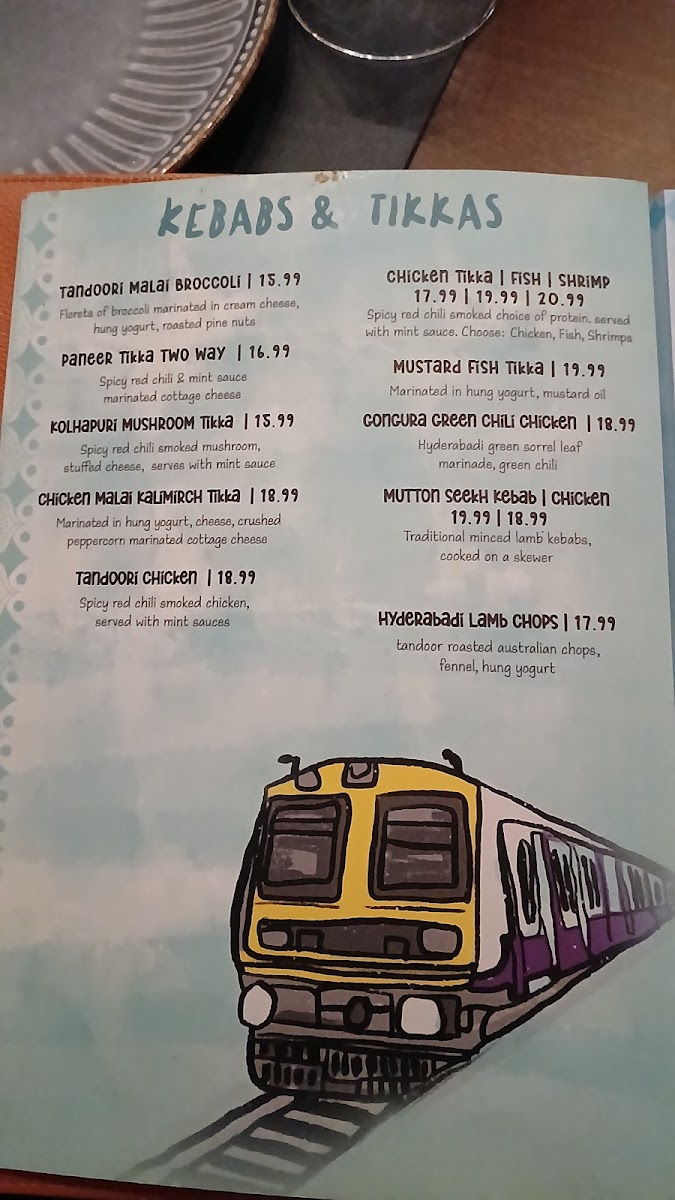 KEBABS & TIKKAS
Tandoori Malai BROCCOLI | 15.99
Florets of broccoli marinated in cream cheese,
hung yogurt, roasted pine nuts
Paneer Tikka TWO WAY | 16.99
Spicy red chili & mint sauce
marinated cottage cheese
KOLHAPURI MUSHROOM Tikka | 15.99
Spicy red chili smoked mushroom,
stuffed cheese, serves with mint sauce
Chicken Malai Kalimirch Tikka | 18.99
Marinated in hung yogurt, cheese, crushed
peppercorn marinated cottage cheese
Tandoori Chicken | 18.99
Spicy red chili smoked chicken,
served with mint sauces
Chicken Tikka | FISH | SHRIMP
17.99 | 19.99 | 20.99
Spicy red chili smoked choice of protein. served
with mint sauce. Choose: Chicken, Fish, Shrimps
MUSTARD FISH Tikka | 19.99
Marinated in hung yogurt, mustard oil
GONGURA GREEN CHILI CHICKEN | 18.99
Hyderabadi green sorrel leaf
marinade, green chili
MUTTON SEEKH Kebab | CHICKEN
19.99 | 18.99
Traditional minced lamb kebabs,
cooked on a skewer
Hyderabadi Lamb CHOPS | 17.99
tandoor roasted australian chops,
fennel, hung yogurt